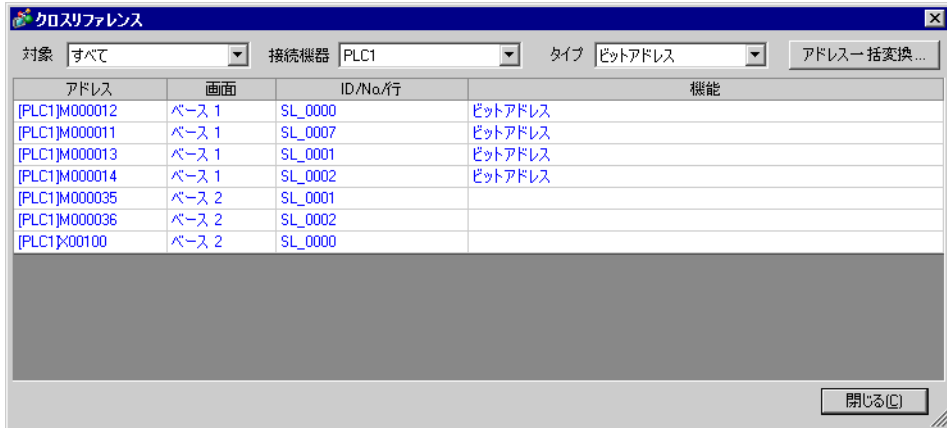 クロスリファレンス
対象 すべて 接続機器 PLC1 タイプ ビットアドレス アドレス一括変換...
アドレス 画面 ID/No./行 機能
[PLC1]M000012 ベース 1 SL_0000 ビットアドレス
[PLC1]M000011 ベース 1 SL_0007 ビットアドレス
[PLC1]M000013 ベース 1 SL_0001 ビットアドレス
[PLC1]M000014 ベース 1 SL_0002 ビットアドレス
[PLC1]M000035 ベース 2 SL_0001
[PLC1]M000036 ベース 2 SL_0002
[PLC1]X00100 ベース 2 SL_0000
閉じる(C)